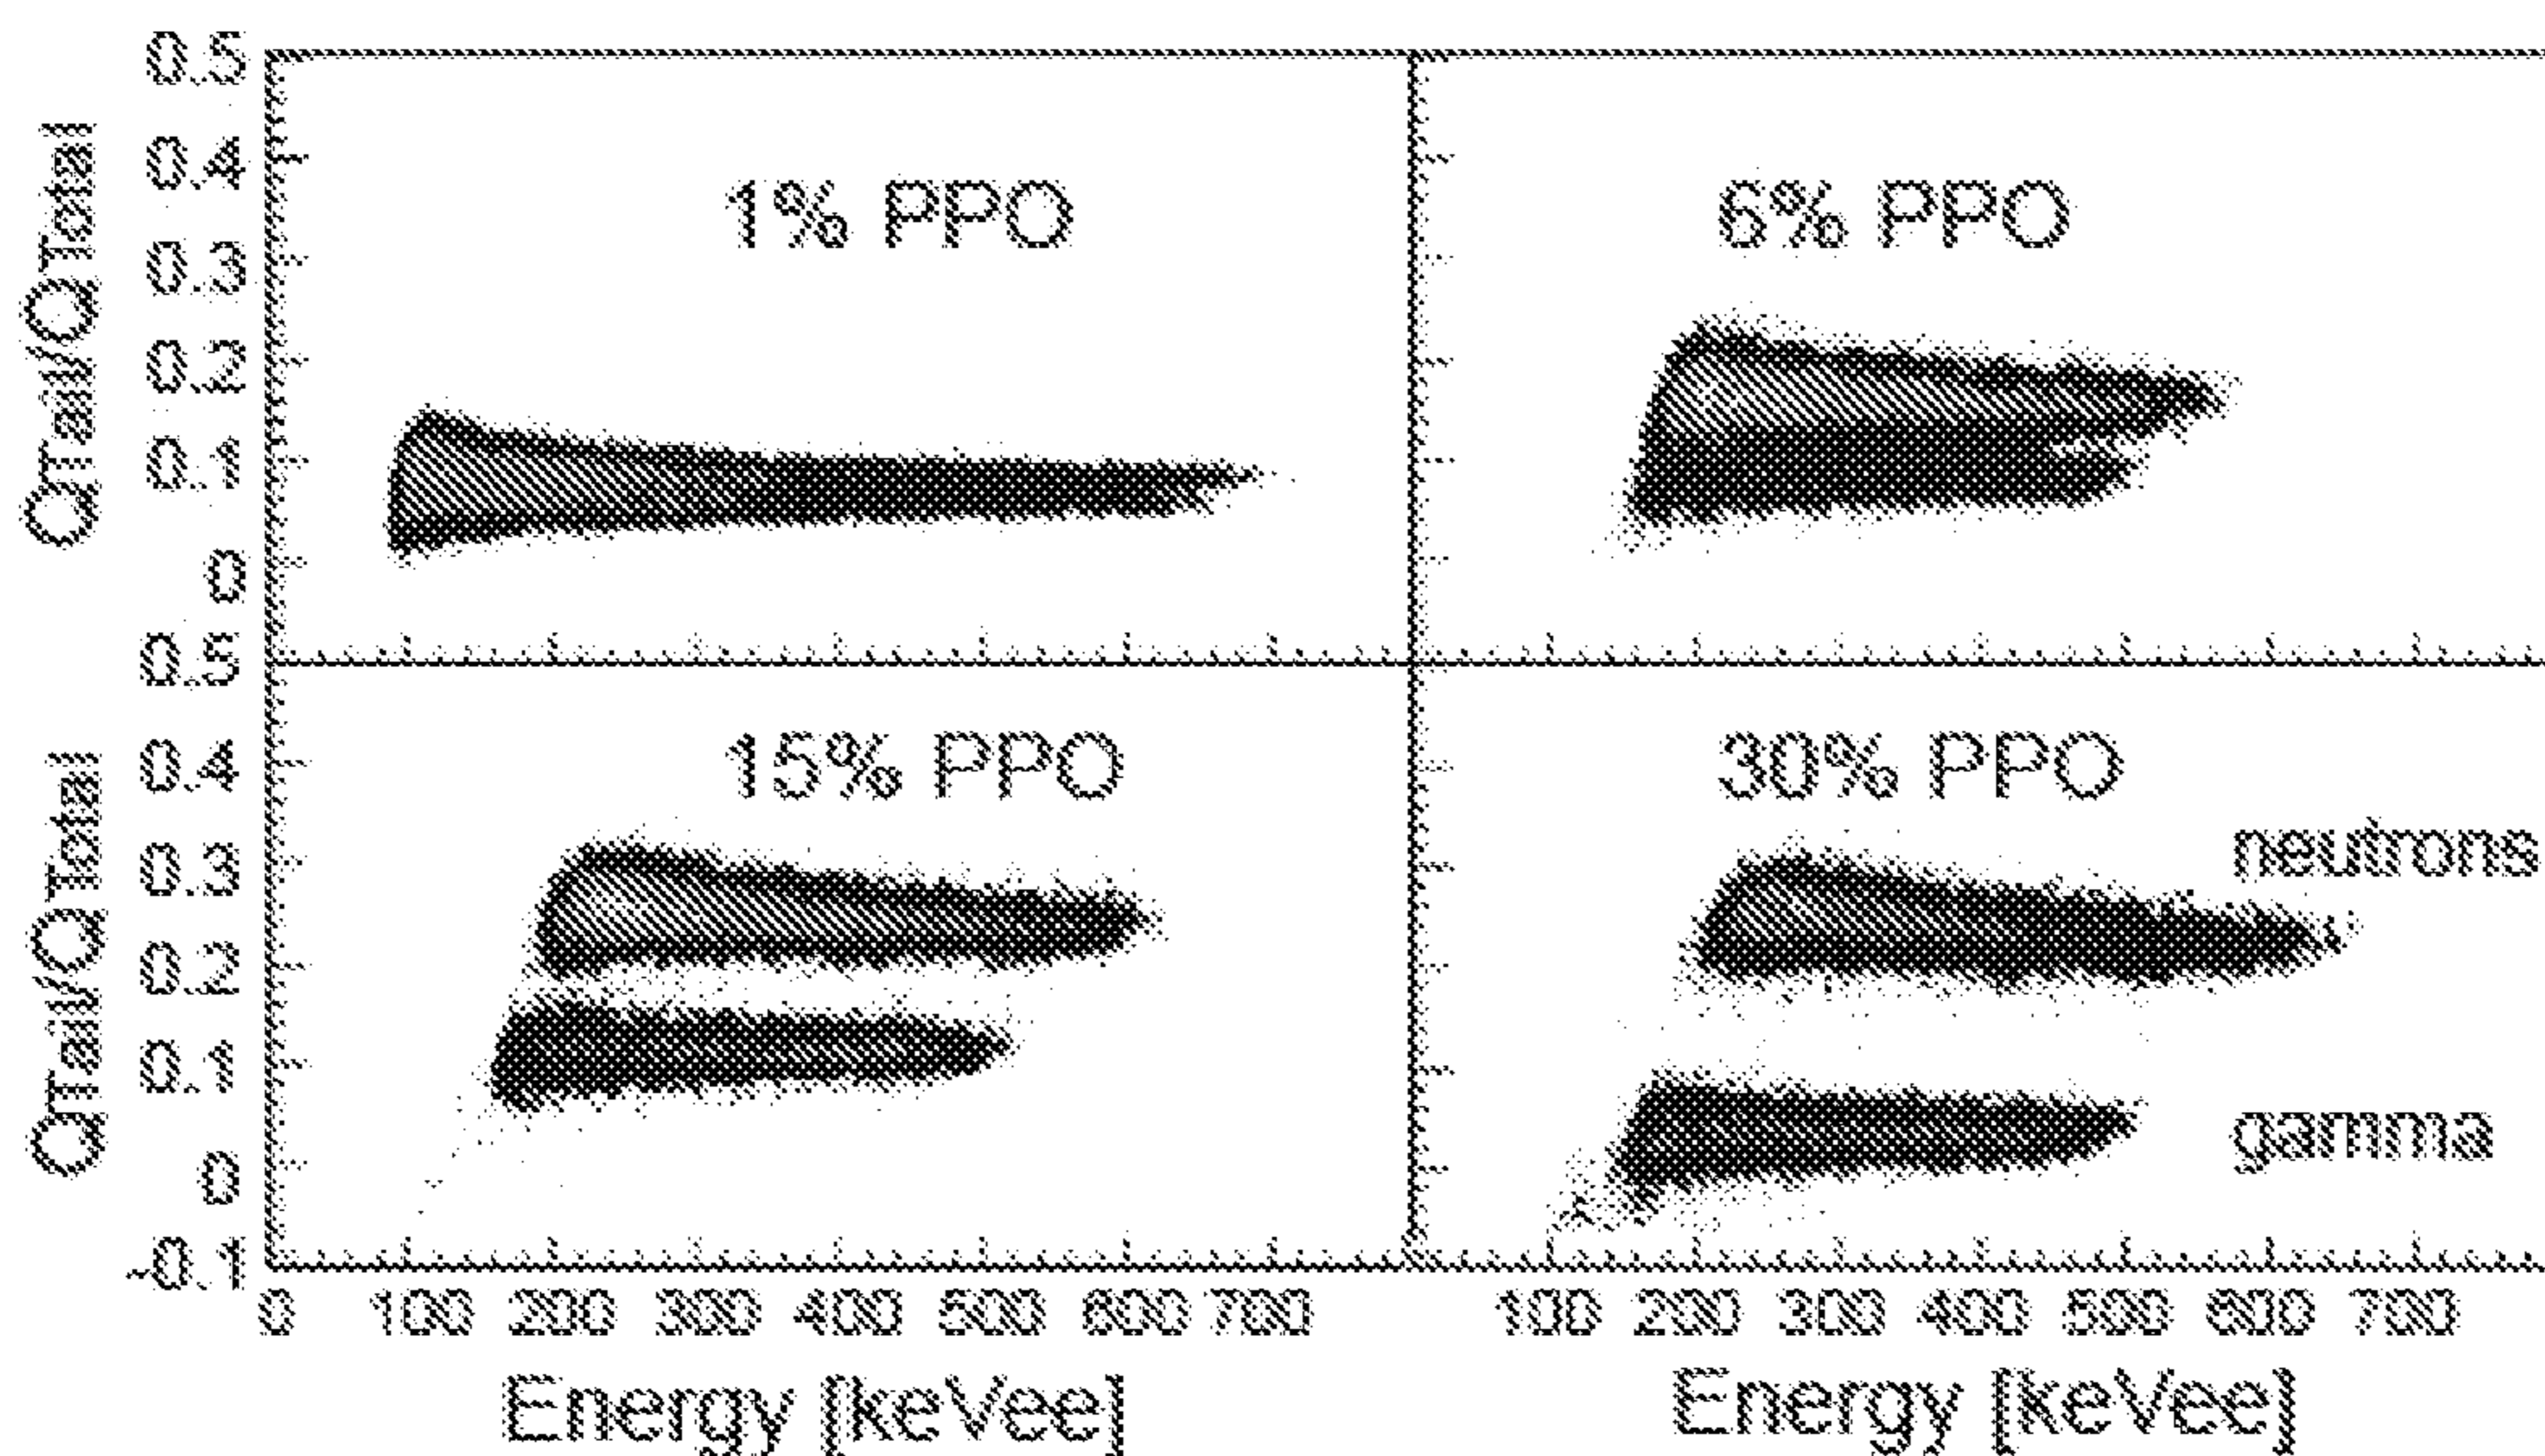 0.5
0.4
0.3
0.2
0.1
0
QTail/QTotal
1% PPO
6% PPO
0.5
0.4
0.3
0.2
0.1
0
-0.1
QTail/QTotal
15% PPO
30% PPO
neutrons
gamma
0 100 200 300 400 500 600 700
100 200 300 400 500 600 700
Energy [keVee]
Energy [keVee]